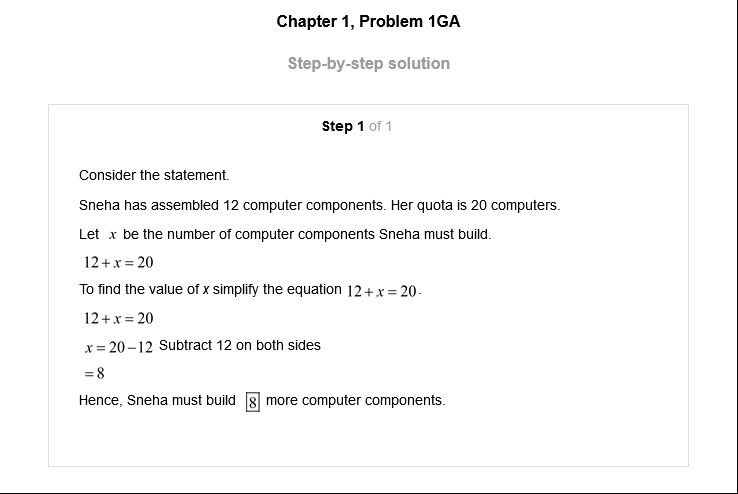 Chapter 1, Problem 1GA
Step-by-step solution
Step 1 of 1
Consider the statement.
Sneha has assembled 12 computer components. Her quota is 20 computers.
Let x be the number of computer components Sneha must build.
12 + x = 20
To find the value of x simplify the equation 12 + x = 20.
12 + x = 20
x = 20 − 12 Subtract 12 on both sides
= 8
Hence, Sneha must build 8 more computer components.